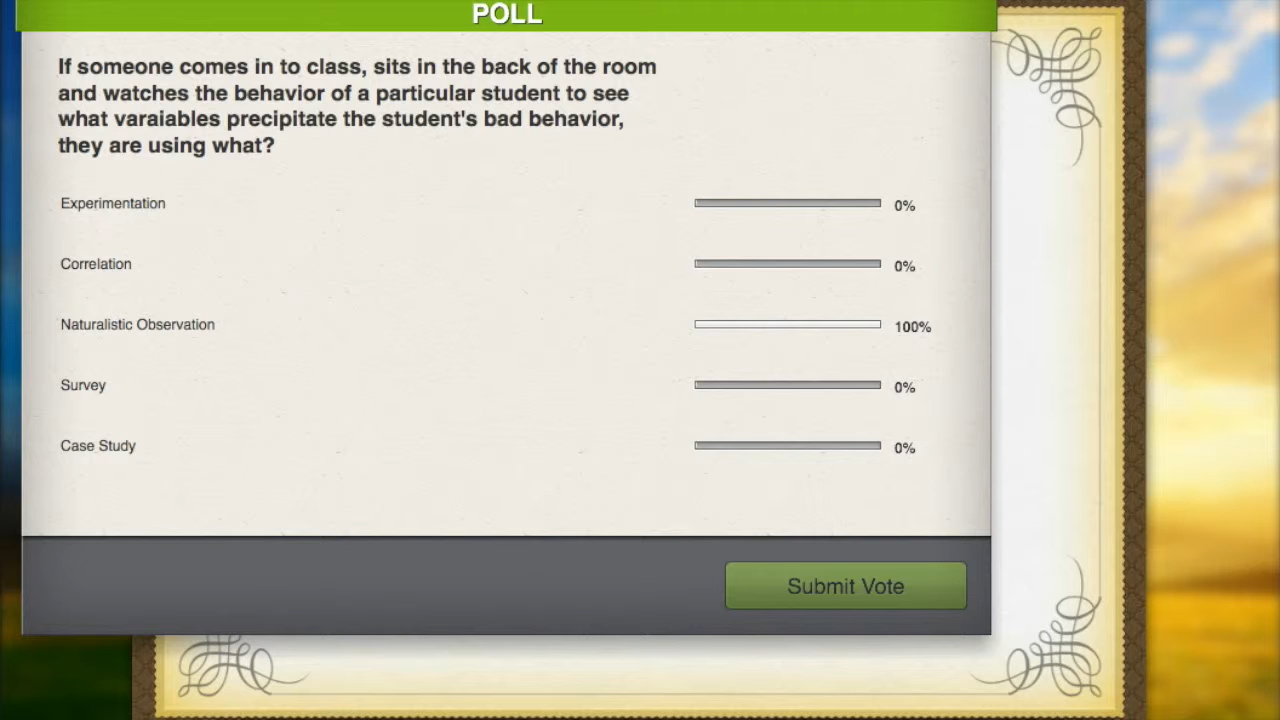 POLL
If someone comes in to class, sits in the back of the room
and watches the behavior of a particular student to see
what varaiables precipitate the student's bad behavior,
they are using what?
Experimentation 0%
Correlation 0%
Naturalistic Observation 100%
Survey 0%
Case Study 0%
Submit Vote